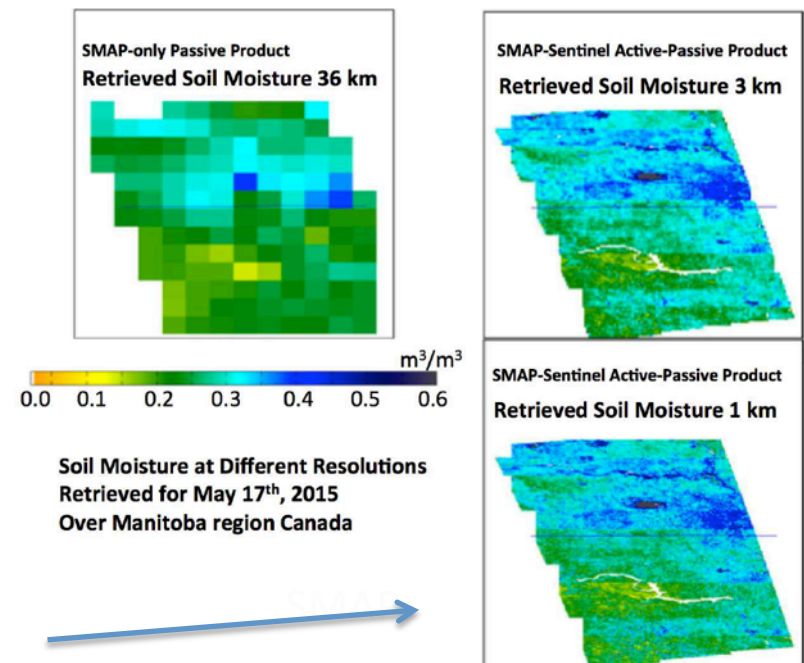 SMAP-only Passive Product
Retrieved Soil Moisture 36 km
SMAP-Sentinel Active-Passive Product
Retrieved Soil Moisture 3 km
m³/m³
0.0 0.1 0.2 0.3 0.4 0.5 0.6
SMAP-Sentinel Active-Passive Product
Retrieved Soil Moisture 1 km
Soil Moisture at Different Resolutions
Retrieved for May 17th, 2015
Over Manitoba region Canada